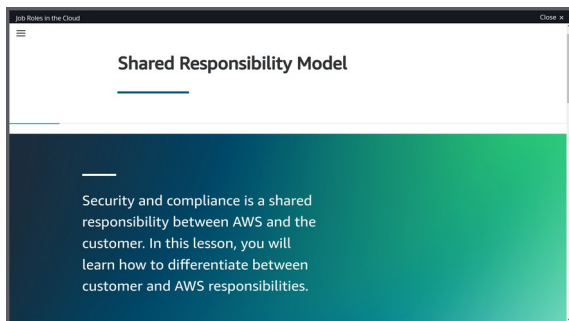 Job Roles in the Cloud
Close ×
Shared Responsibility Model
Security and compliance is a shared
responsibility between AWS and the
customer. In this lesson, you will
learn how to differentiate between
customer and AWS responsibilities.